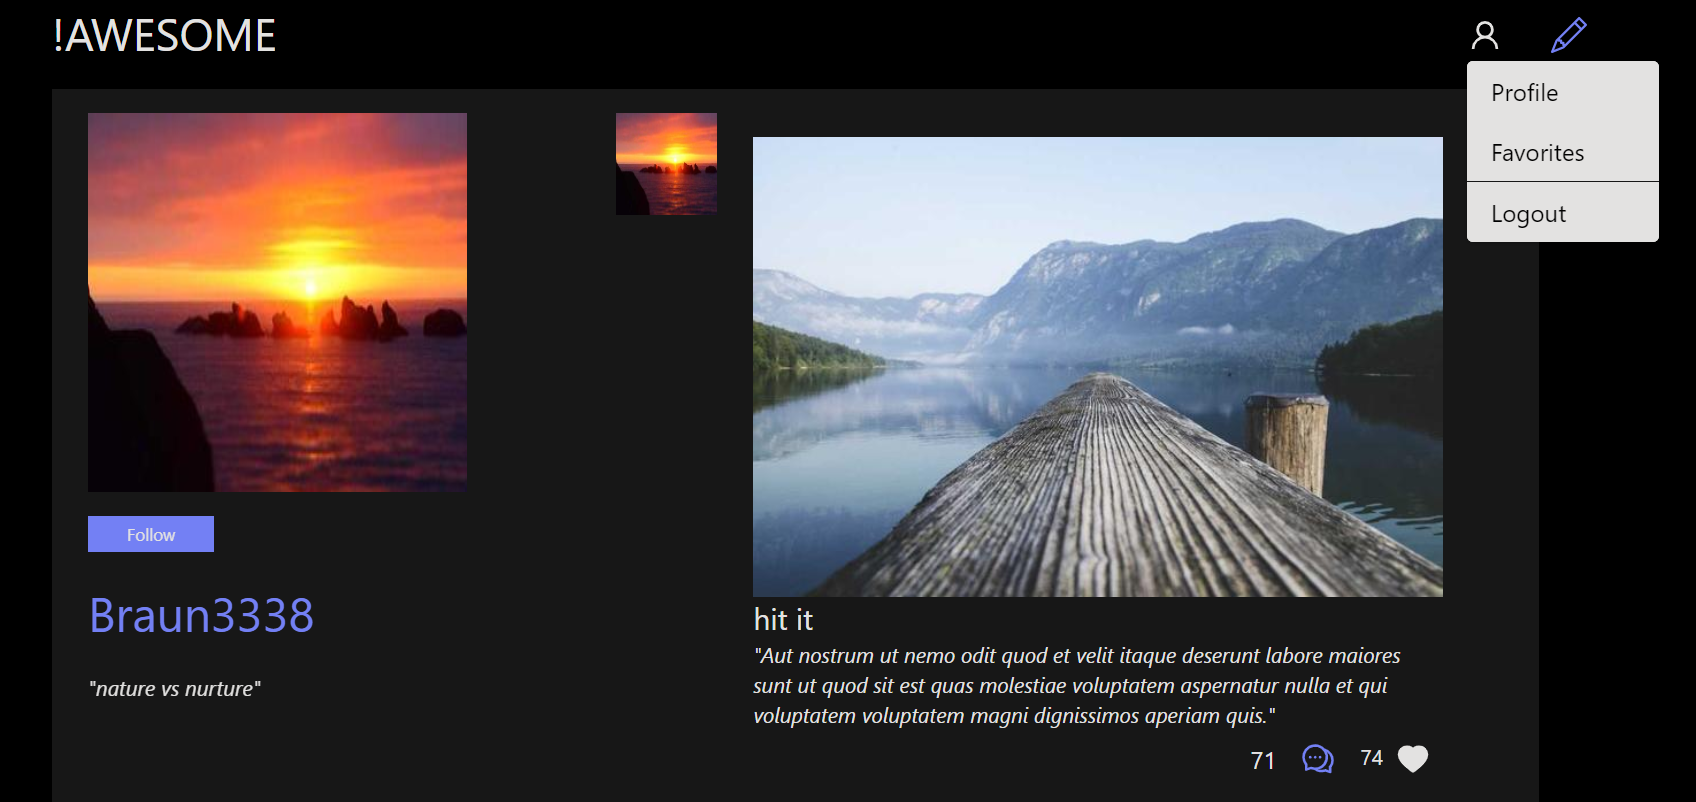 !AWESOME
Profile
Favorites
Logout
Follow
Braun3338
"nature vs nurture"
hit it
"Aut nostrum ut nemo odit quod et velit itaque deserunt labore maiores
sunt ut quod sit est quas molestiae voluptatem aspernatur nulla et qui
voluptatem voluptatem magni dignissimos aperiam quis."
71 74